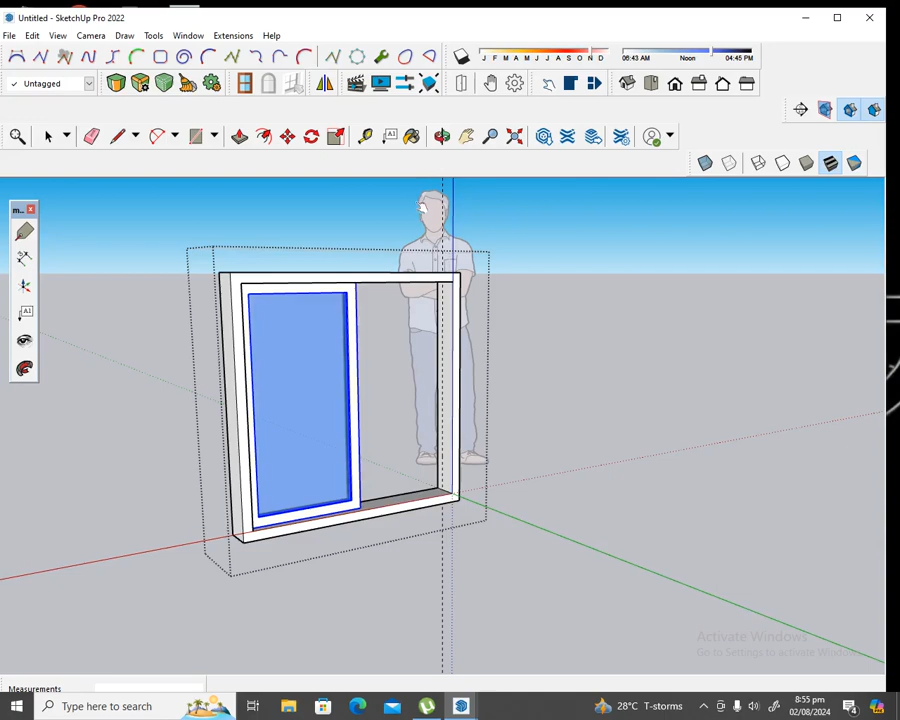 Untitled - SketchUp Pro 2022
File Edit View Camera Draw Tools Window Extensions Help
J F M A M J J A S O N D
06:43 AM Noon 04:45 PM
Untagged
m...
Activate Windows
Go to Settings to activate Windows.
Measurements
Type here to search
28°C T-storms
8:55 pm
02/08/2024
4